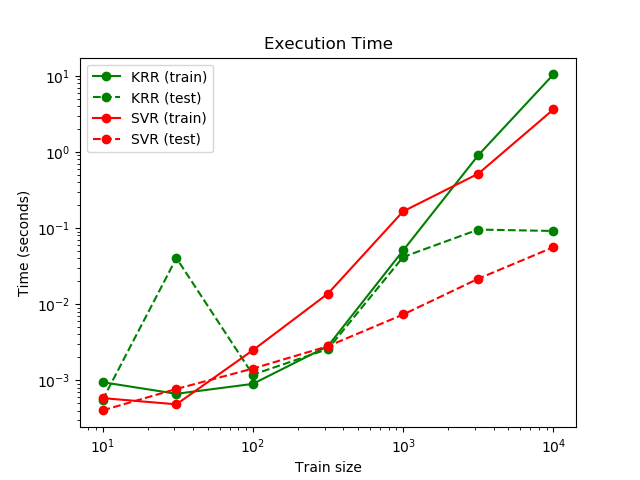 Execution Time
KRR (train)
KRR (test)
SVR (train)
SVR (test)
10¹
10⁰
10⁻¹
10⁻²
10⁻³
Time (seconds)
10¹ 10² 10³ 10⁴
Train size